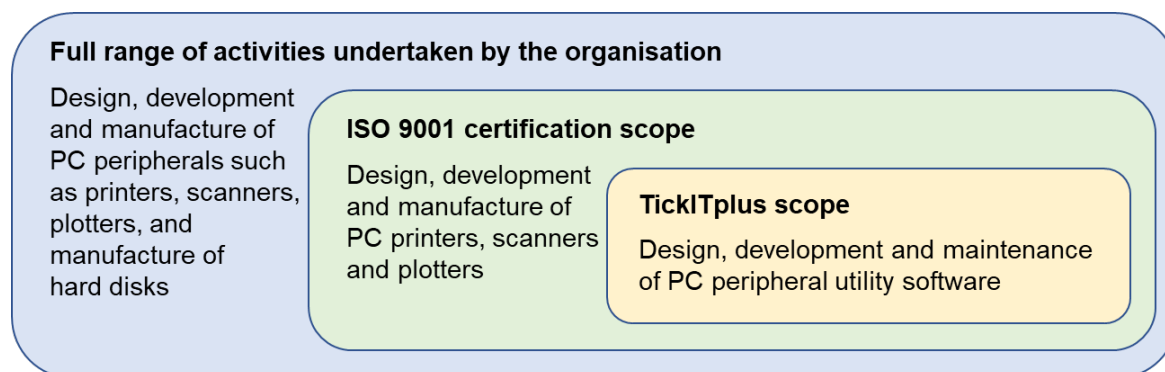 Full range of activities undertaken by the organisation
Design, development
and manufacture of
PC peripherals such
as printers, scanners,
plotters, and
manufacture of
hard disks
ISO 9001 certification scope
Design, development
and manufacture of
PC printers, scanners
and plotters
TickITplus scope
Design, development and maintenance
of PC peripheral utility software